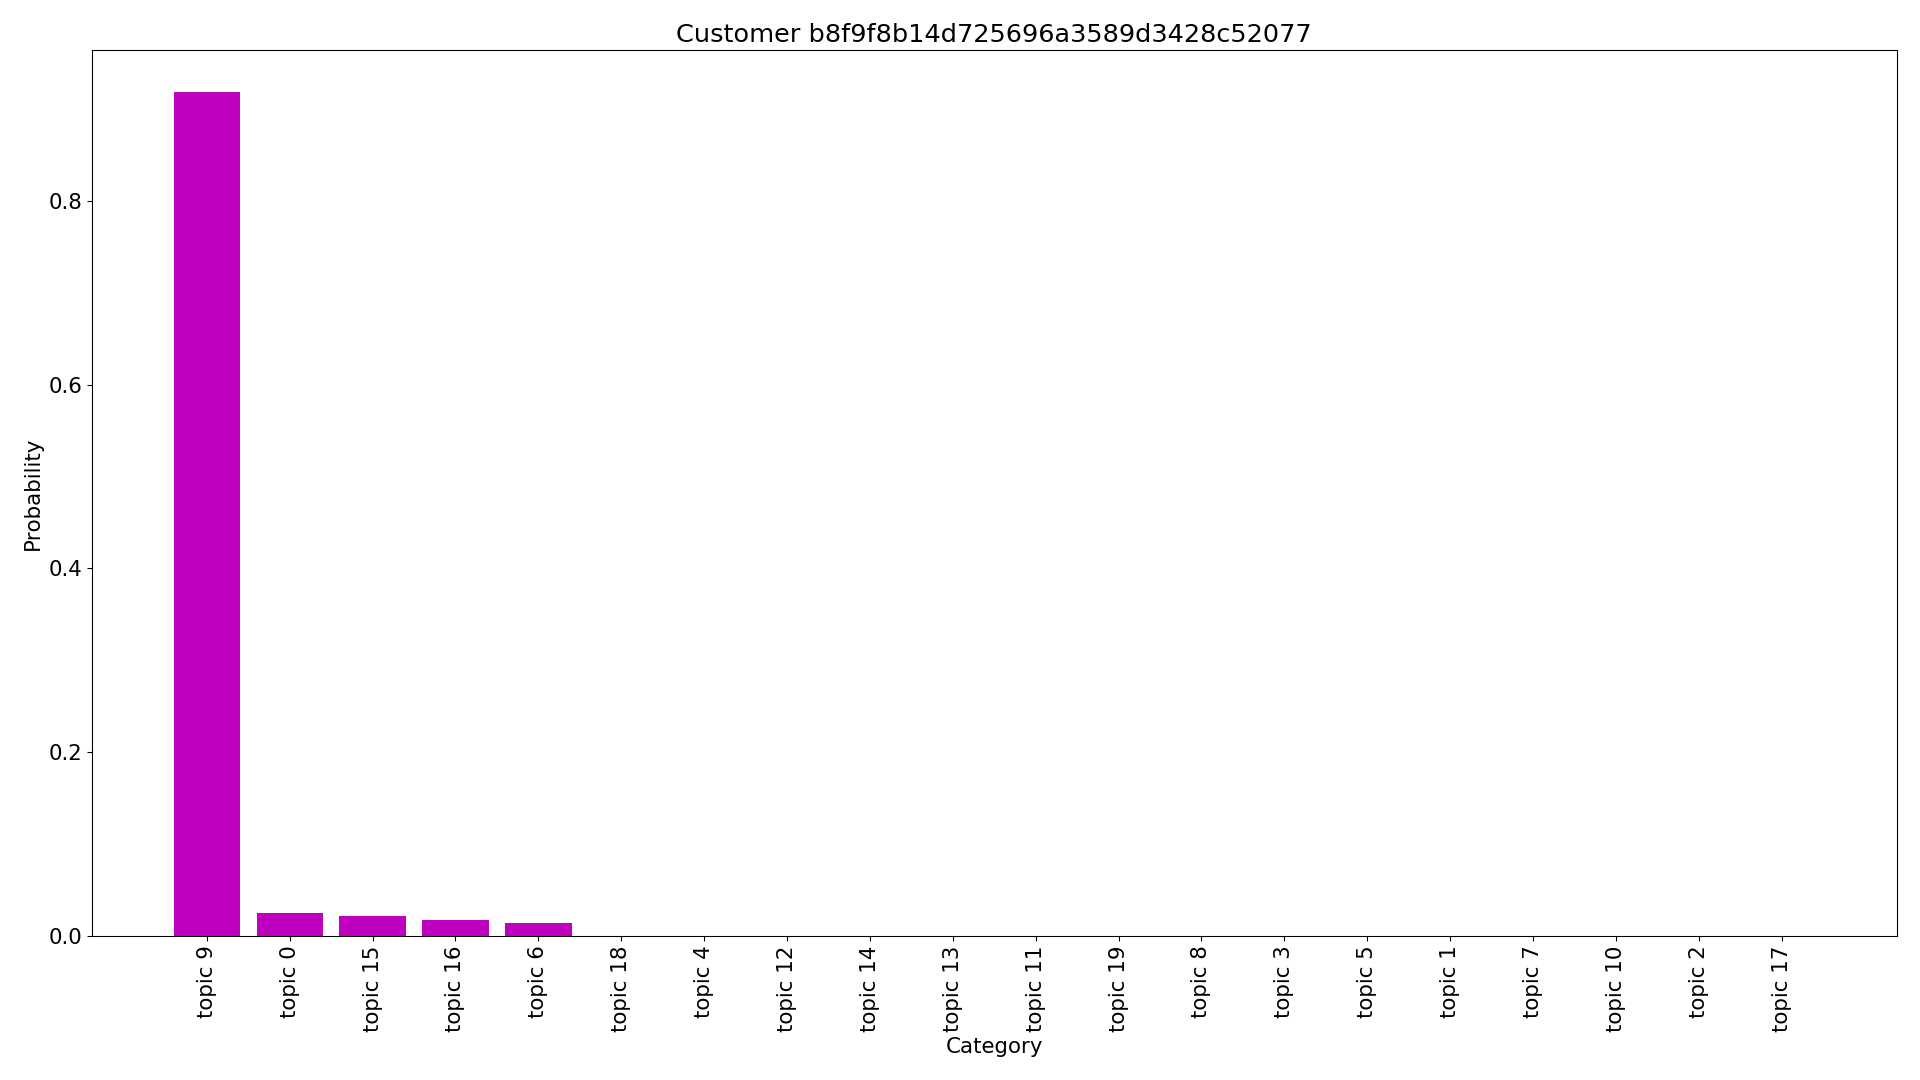 Customer b8f9f8b14d725696a3589d3428c52077
Probability
0.8
0.6
0.4
0.2
0.0
topic 9
topic 0
topic 15
topic 16
topic 6
topic 18
topic 4
topic 12
topic 14
topic 13
topic 11
topic 19
topic 8
topic 3
topic 5
topic 1
topic 7
topic 10
topic 2
topic 17
Category